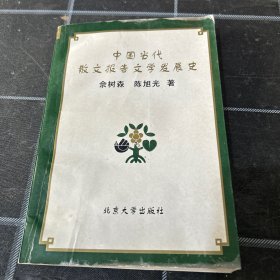 中国当代
散文报告文学发展史
佘树森 陈旭光 著
北京大学出版社